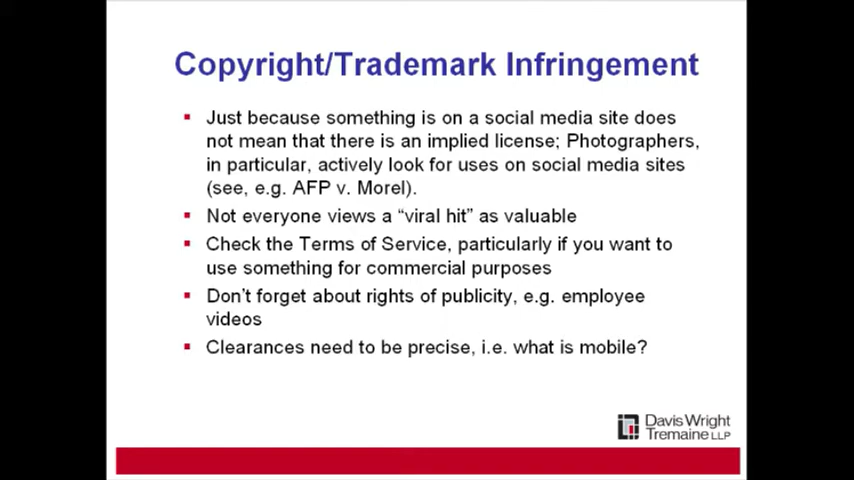 Copyright/Trademark Infringement
Just because something is on a social media site does
not mean that there is an implied license; Photographers,
in particular, actively look for uses on social media sites
(see, e.g. AFP v. Morel).
Not everyone views a “viral hit” as valuable
Check the Terms of Service, particularly if you want to
use something for commercial purposes
Don’t forget about rights of publicity, e.g. employee
videos
Clearances need to be precise, i.e. what is mobile?
Davis Wright
Tremaine LLP